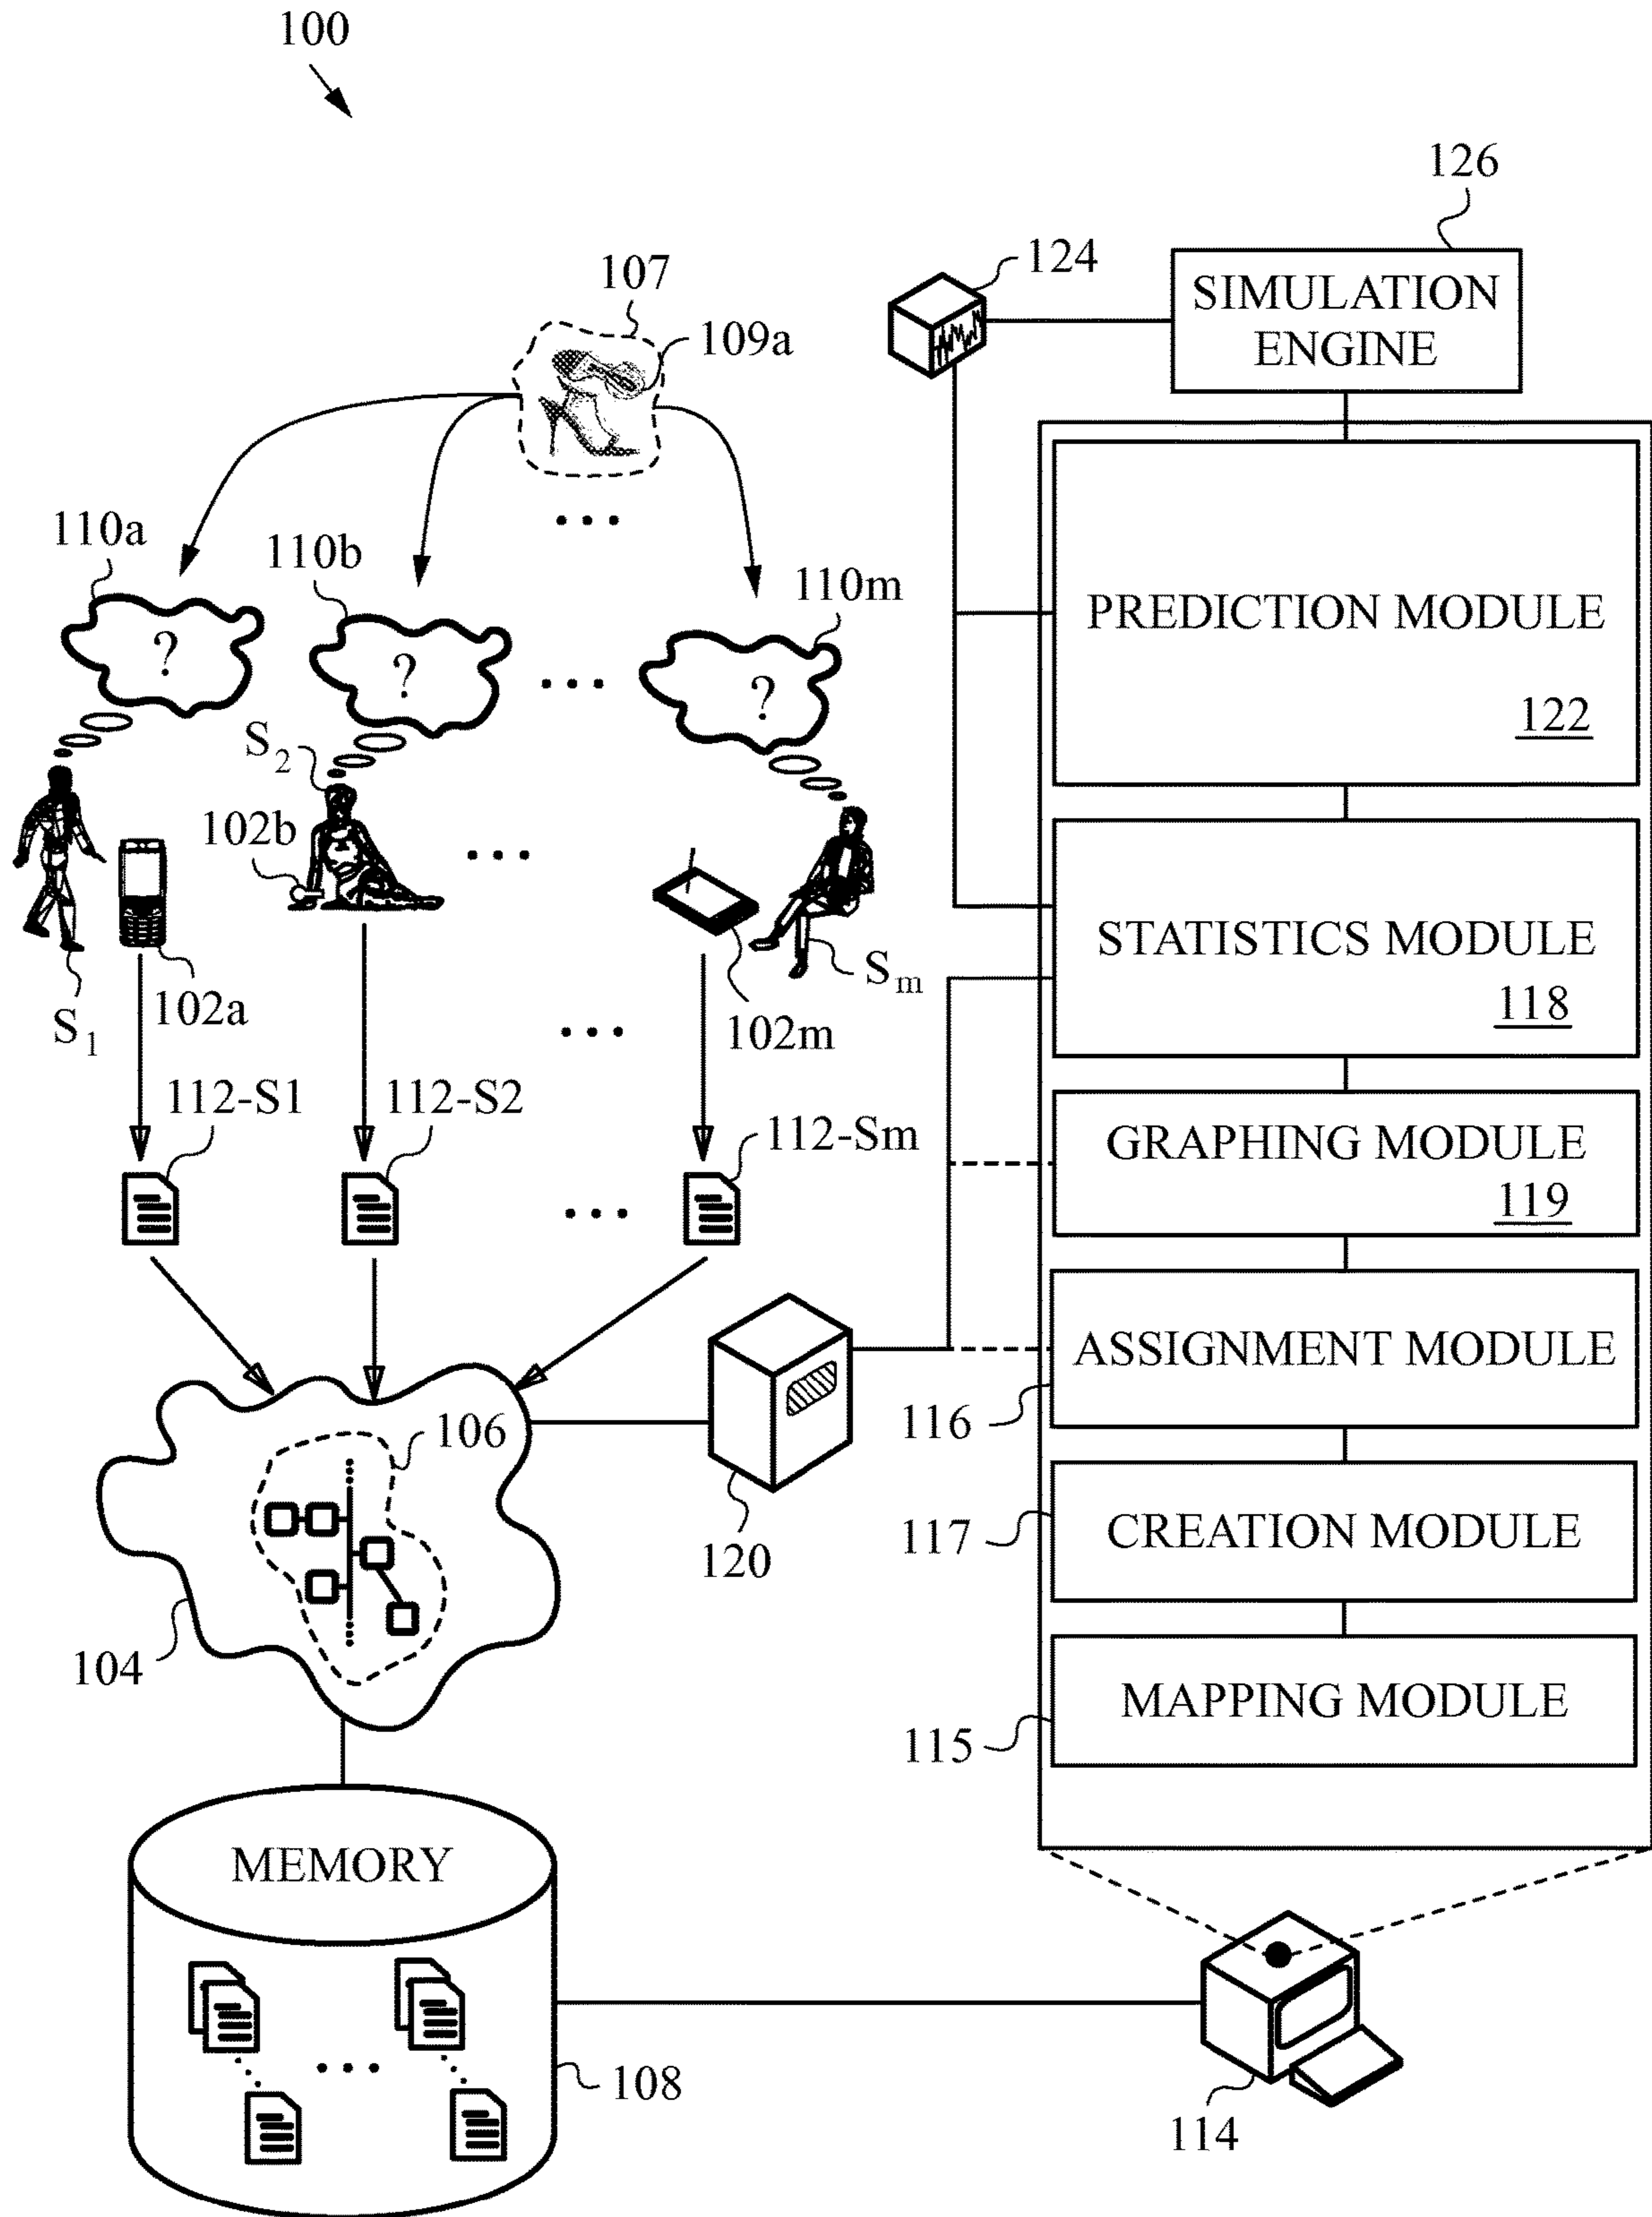 100
126
124
SIMULATION
ENGINE
107
109a
110a
110b
110m
?
?
?
PREDICTION MODULE
122
S2
102b
S1
102a
102m
Sm
STATISTICS MODULE
118
112-S1
112-S2
112-Sm
GRAPHING MODULE
119
ASSIGNMENT MODULE
116
106
120
CREATION MODULE
117
104
MAPPING MODULE
115
MEMORY
108
114